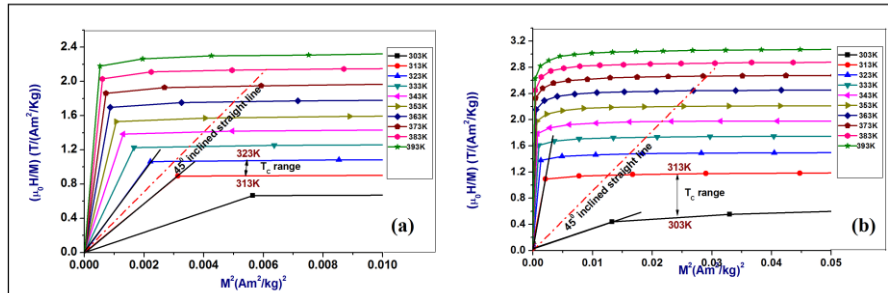 2.4
2.0
1.6
1.2
0.8
0.4
0.0
(μ₀H/M) (T/(Am²/Kg)
0.000 0.002 0.004 0.006 0.008 0.010
M²(Am²/kg)²
45° inclined straight line
323K
T_C range
313K
(a)
303K
313K
323K
333K
343K
353K
363K
373K
383K
393K
3.6
3.2
2.8
2.4
2.0
1.6
1.2
0.8
0.4
0.0
(μ₀H/M) (T/(Am²/Kg)
0.00 0.01 0.02 0.03 0.04 0.05
M²(Am²/kg)²
45° inclined straight line
313K
T_C range
303K
(b)
303K
313K
323K
333K
343K
353K
363K
373K
383K
393K